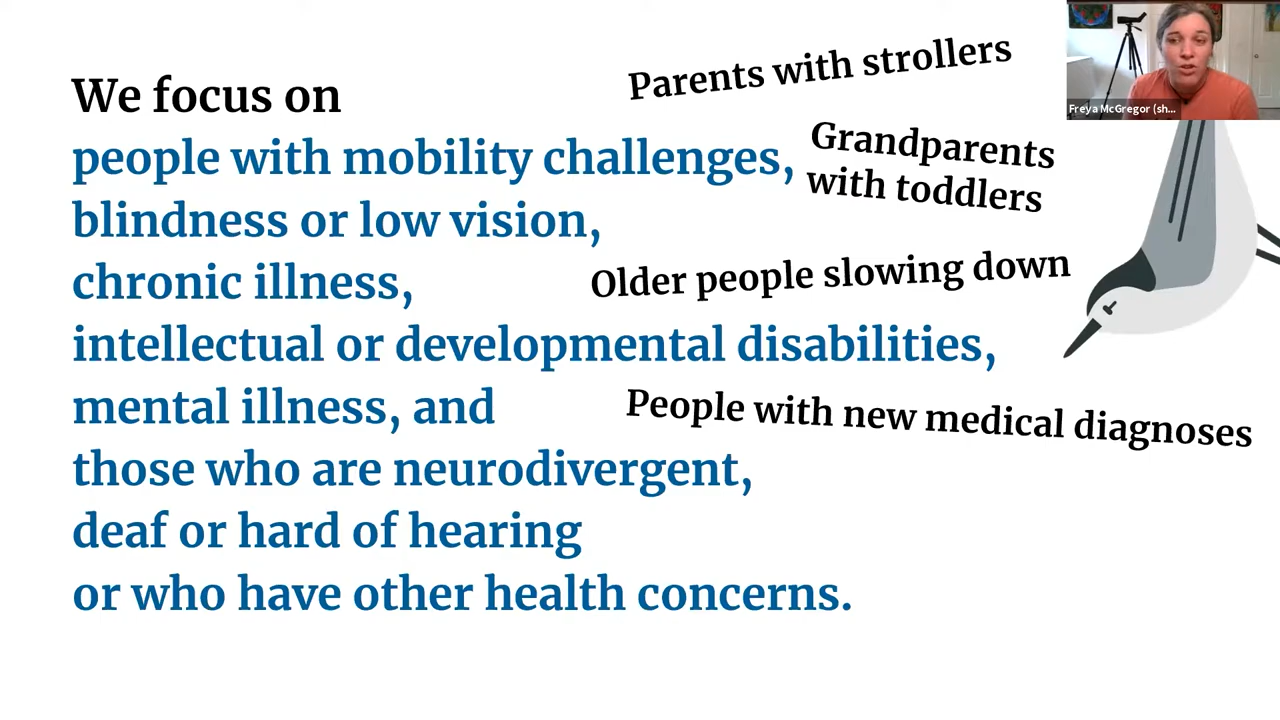 We focus on
people with mobility challenges,
blindness or low vision,
chronic illness,
intellectual or developmental disabilities,
mental illness, and
those who are neurodivergent,
deaf or hard of hearing
or who have other health concerns.
Parents with strollers
Grandparents
with toddlers
Older people slowing down
People with new medical diagnoses
Freya McGregor (sh...